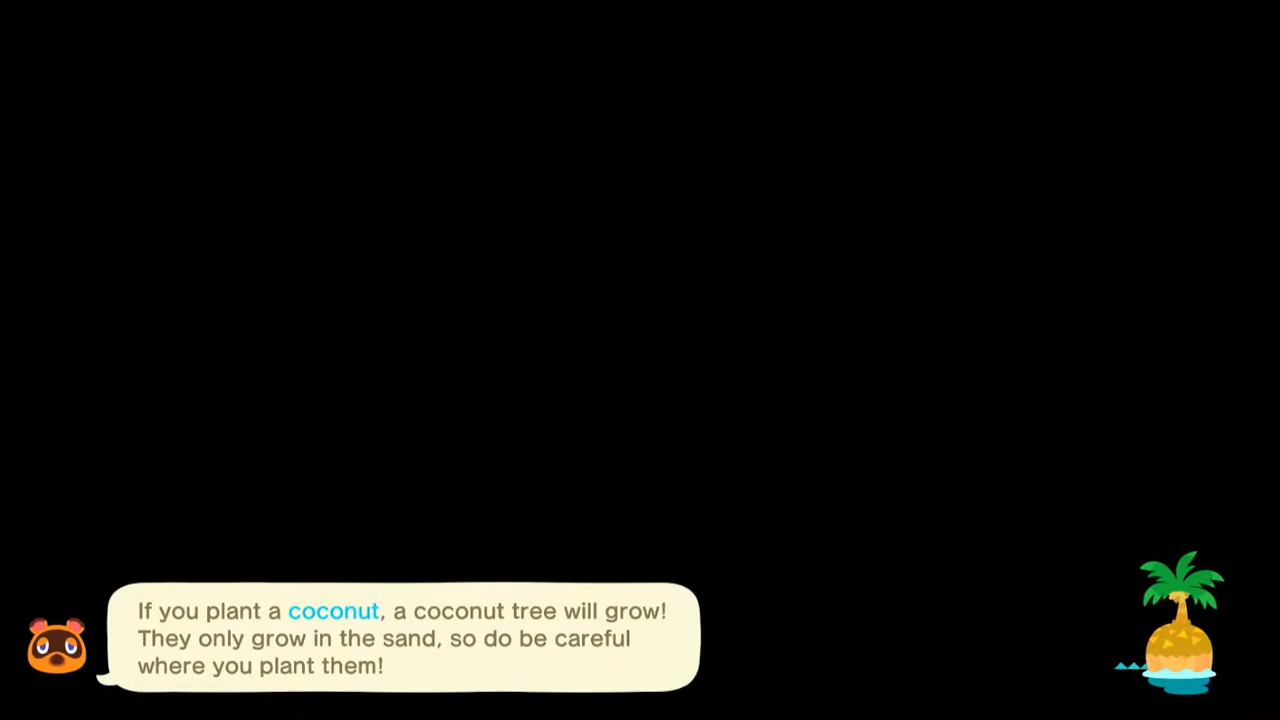 If you plant a coconut, a coconut tree will grow!
They only grow in the sand, so do be careful
where you plant them!